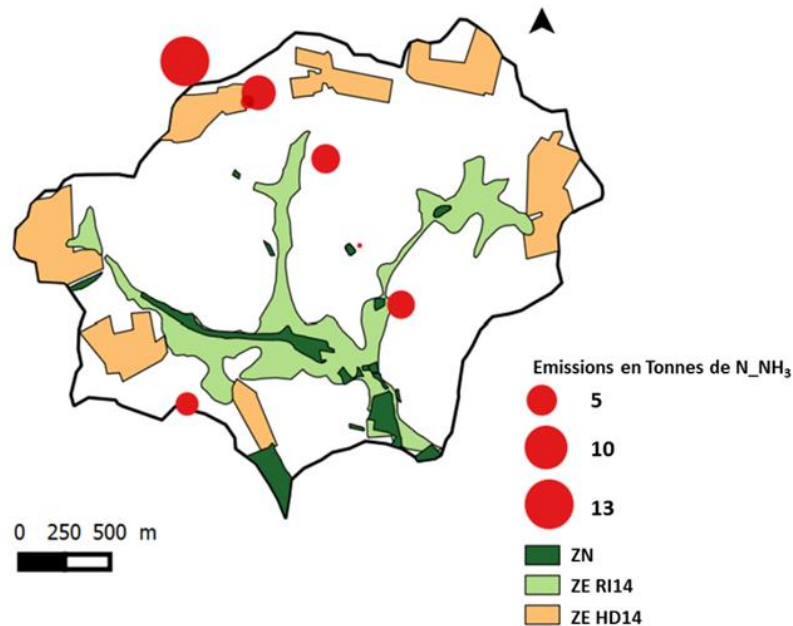 Emissions en Tonnes de N_NH₃
5
10
13
0 250 500 m
ZN
ZE RI14
ZE HD14